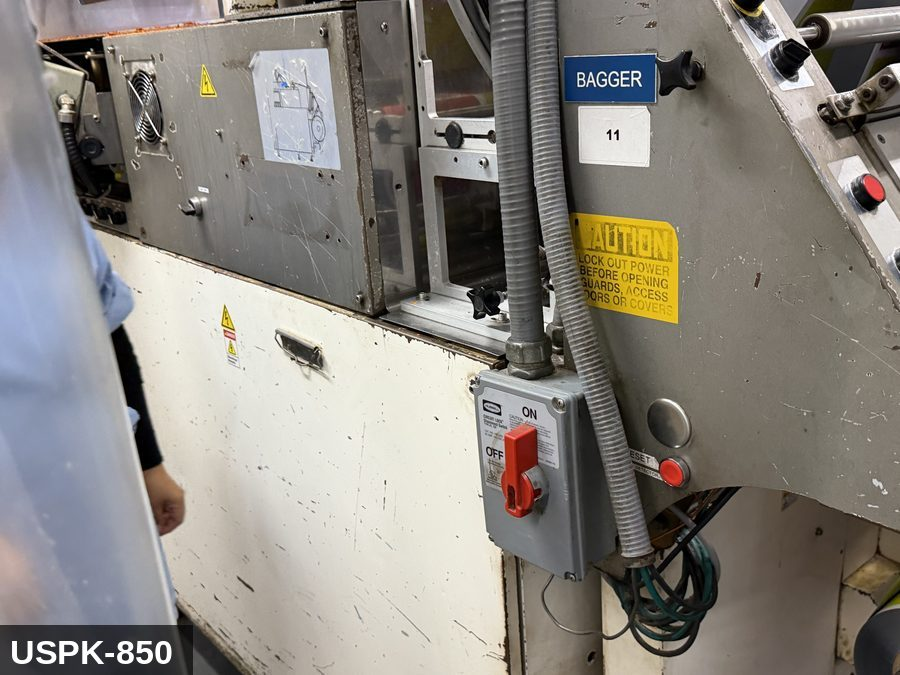 BAGGER
11
CAUTION
LOCK OUT POWER
BEFORE OPENING
GUARDS, ACCESS
DOORS OR COVERS
ON
OFF
RESET
USPK-850